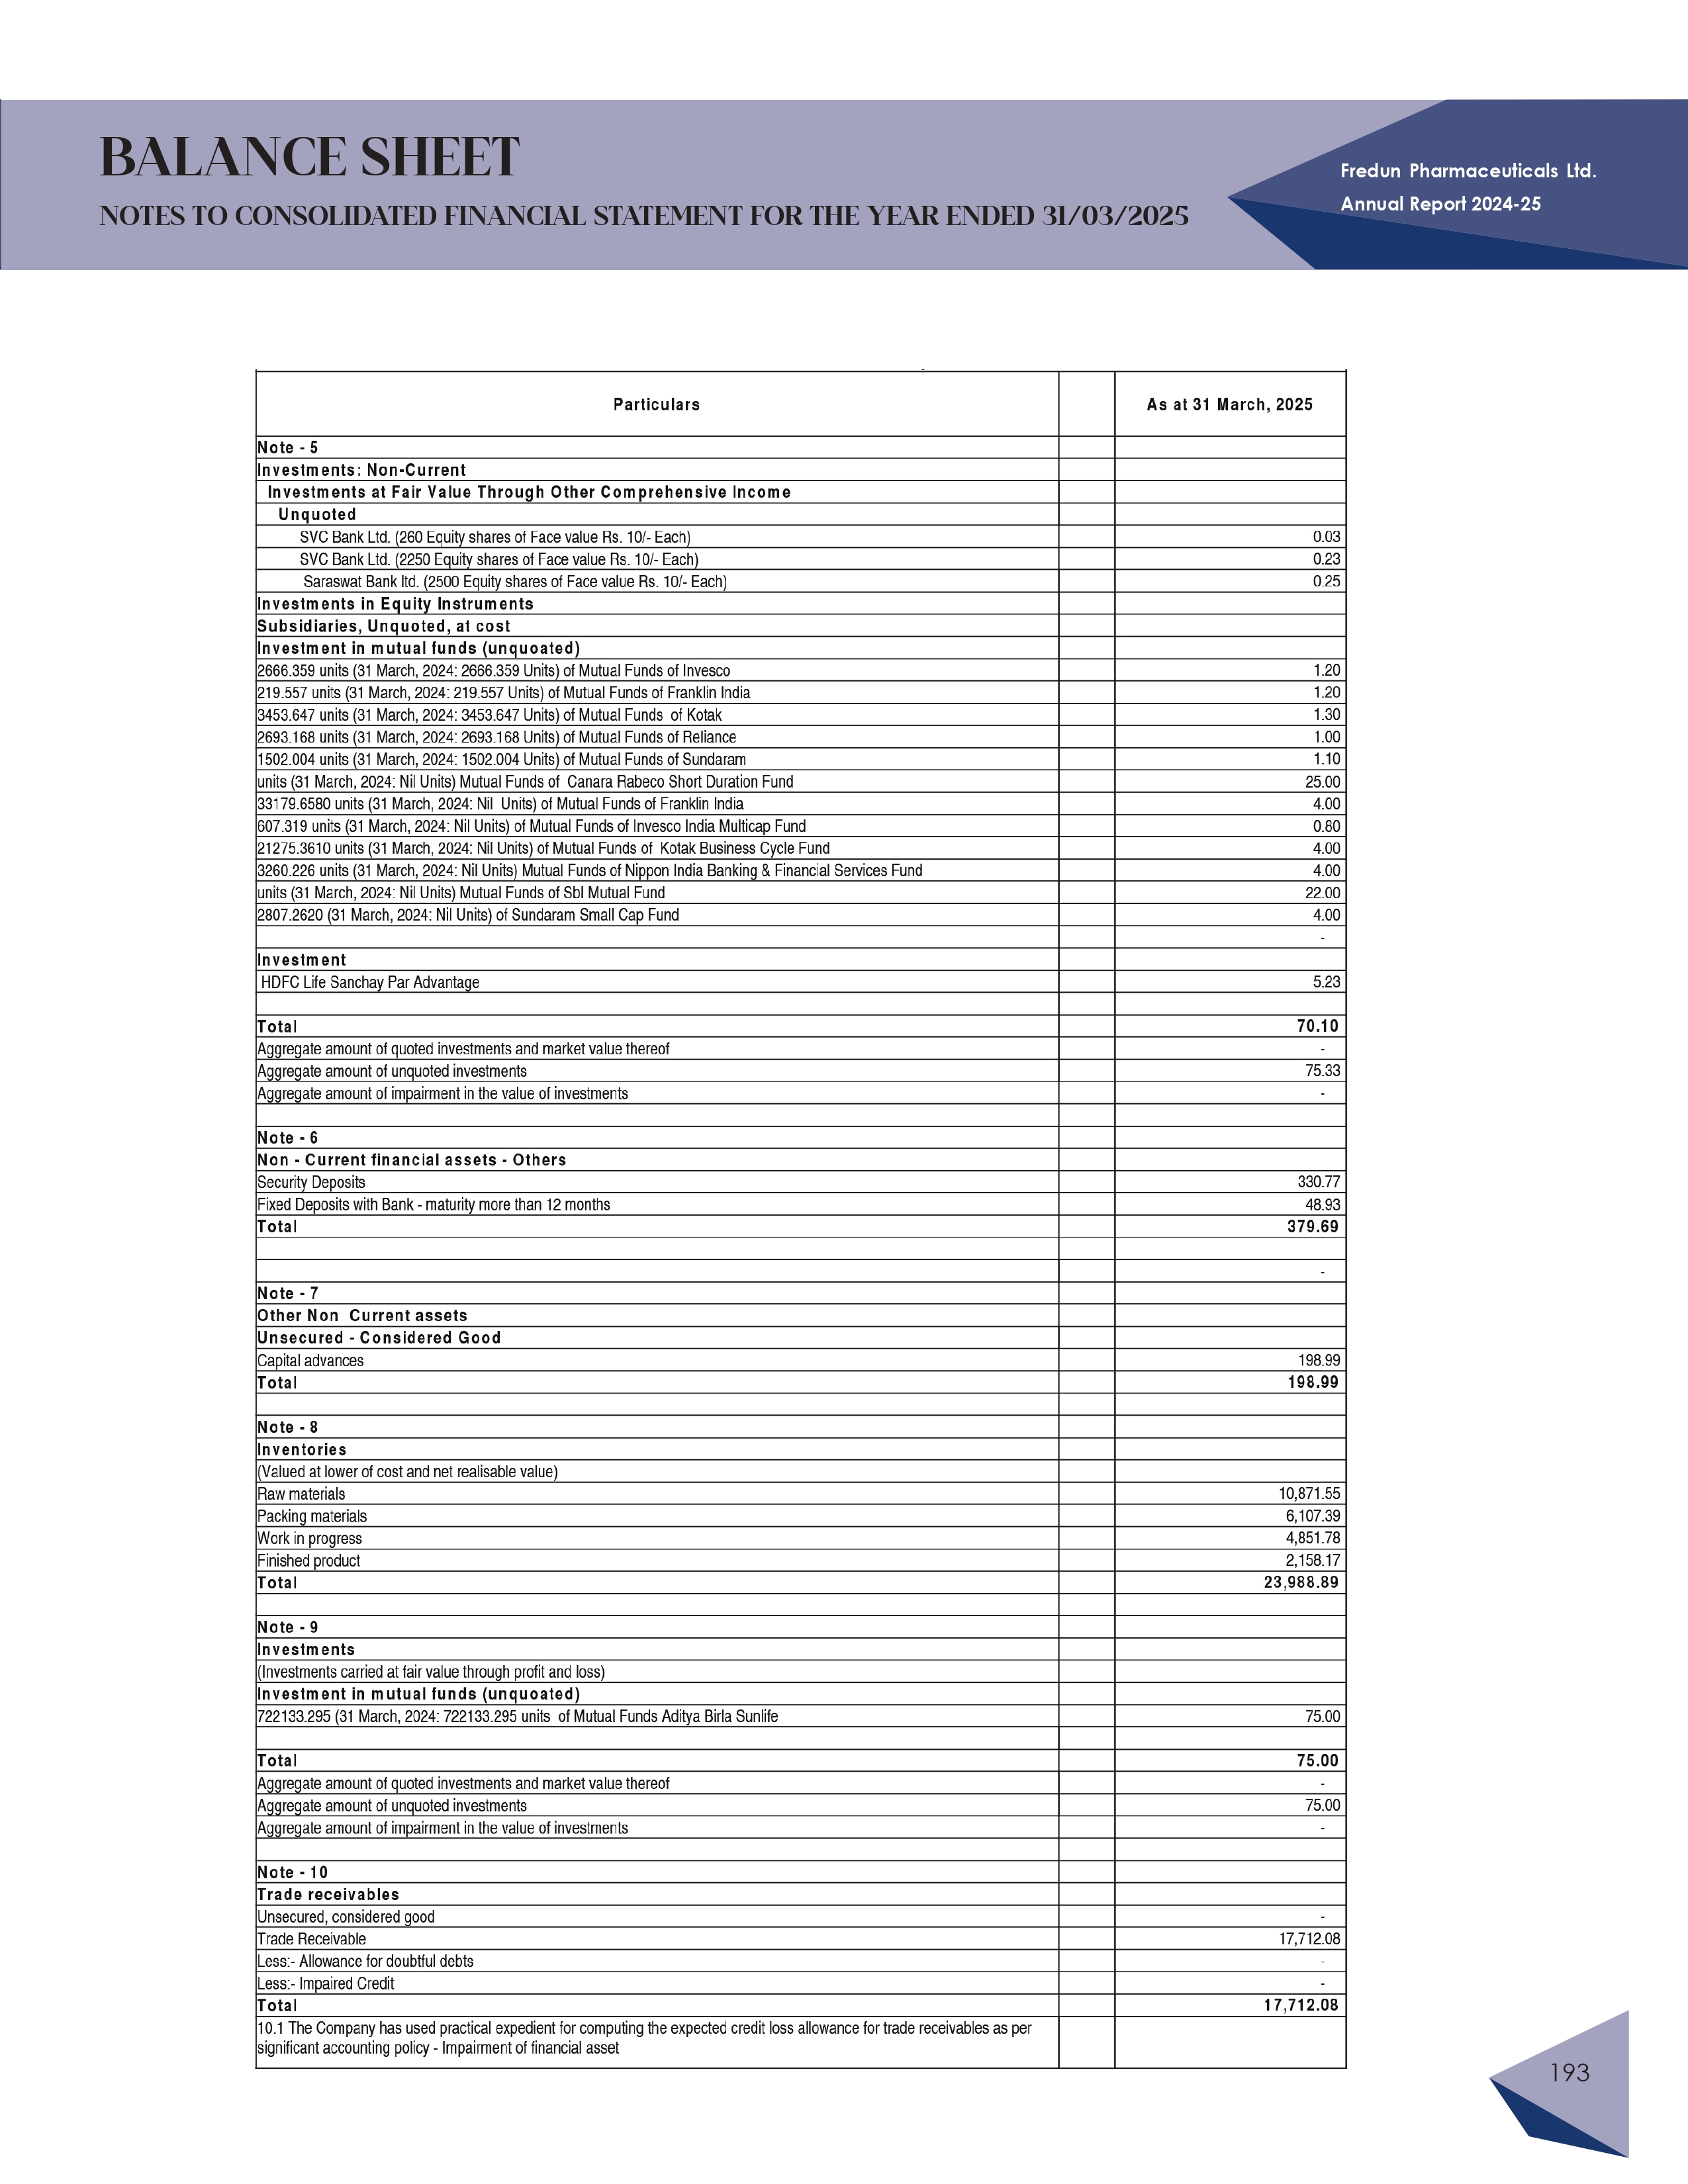 BALANCE SHEET
NOTES TO CONSOLIDATED FINANCIAL STATEMENT FOR THE YEAR ENDED 31/03/2025
Fredun Pharmaceuticals Ltd.
Annual Report 2024-25
Particulars As at 31 March, 2025
Note - 5
Investments: Non-Current
Investments at Fair Value Through Other Comprehensive Income
Unquoted
SVC Bank Ltd. (260 Equity shares of Face value Rs. 10/- Each) 0.03
SVC Bank Ltd. (2250 Equity shares of Face value Rs. 10/- Each) 0.23
Saraswat Bank ltd. (2500 Equity shares of Face value Rs. 10/- Each) 0.25
Investments in Equity Instruments
Subsidiaries, Unquoted, at cost
Investment in mutual funds (unquoated)
2666.359 units (31 March, 2024: 2666.359 Units) of Mutual Funds of Invesco 1.20
219.557 units (31 March, 2024: 219.557 Units) of Mutual Funds of Franklin India 1.20
3453.647 units (31 March, 2024: 3453.647 Units) of Mutual Funds of Kotak 1.30
2693.168 units (31 March, 2024: 2693.168 Units) of Mutual Funds of Reliance 1.00
1502.004 units (31 March, 2024: 1502.004 Units) of Mutual Funds of Sundaram 1.10
units (31 March, 2024: Nil Units) Mutual Funds of Canara Rabeco Short Duration Fund 25.00
33179.6580 units (31 March, 2024: Nil Units) of Mutual Funds of Franklin India 4.00
607.319 units (31 March, 2024: Nil Units) of Mutual Funds of Invesco India Multicap Fund 0.80
21275.3610 units (31 March, 2024: Nil Units) of Mutual Funds of Kotak Business Cycle Fund 4.00
3260.226 units (31 March, 2024: Nil Units) Mutual Funds of Nippon India Banking & Financial Services Fund 4.00
units (31 March, 2024: Nil Units) Mutual Funds of SbI Mutual Fund 22.00
2807.2620 (31 March, 2024: Nil Units) of Sundaram Small Cap Fund 4.00
-
Investment
HDFC Life Sanchay Par Advantage 5.23
Total 70.10
Aggregate amount of quoted investments and market value thereof -
Aggregate amount of unquoted investments 75.33
Aggregate amount of impairment in the value of investments -
Note - 6
Non - Current financial assets - Others
Security Deposits 330.77
Fixed Deposits with Bank - maturity more than 12 months 48.93
Total 379.69
-
Note - 7
Other Non Current assets
Unsecured - Considered Good
Capital advances 198.99
Total 198.99
Note - 8
Inventories
(Valued at lower of cost and net realisable value)
Raw materials 10,871.55
Packing materials 6,107.39
Work in progress 4,851.78
Finished product 2,158.17
Total 23,988.89
Note - 9
Investments
(Investments carried at fair value through profit and loss)
Investment in mutual funds (unquoated)
722133.295 (31 March, 2024: 722133.295 units of Mutual Funds Aditya Birla Sunlife 75.00
Total 75.00
Aggregate amount of quoted investments and market value thereof -
Aggregate amount of unquoted investments 75.00
Aggregate amount of impairment in the value of investments -
Note - 10
Trade receivables
Unsecured, considered good -
Trade Receivable 17,712.08
Less:- Allowance for doubtful debts -
Less:- Impaired Credit -
Total 17,712.08
10.1 The Company has used practical expedient for computing the expected credit loss allowance for trade receivables as per
significant accounting policy - Impairment of financial asset
193